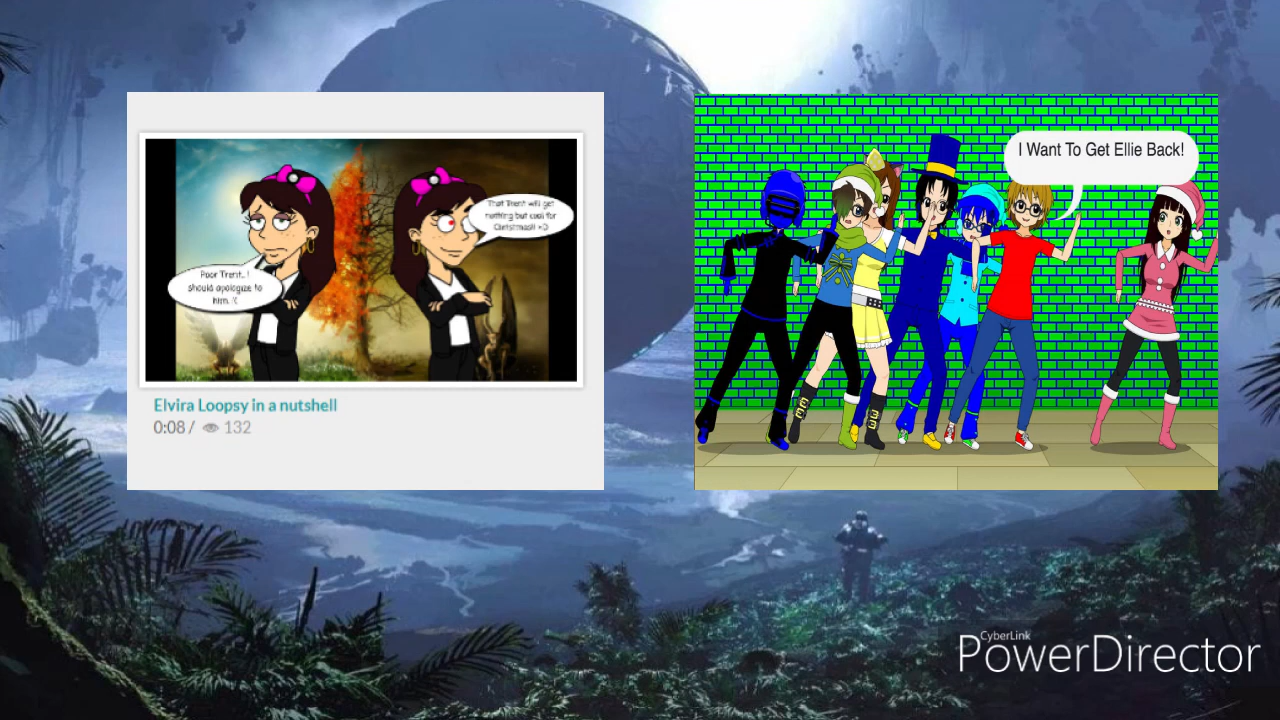 That Trent will get
nothing but coal for
Christmas!! >:D
Poor Trent.. I
should apologize to
him. :'(
Elvira Loopsy in a nutshell
0:08 / 132
I Want To Get Ellie Back!
CyberLink
PowerDirector